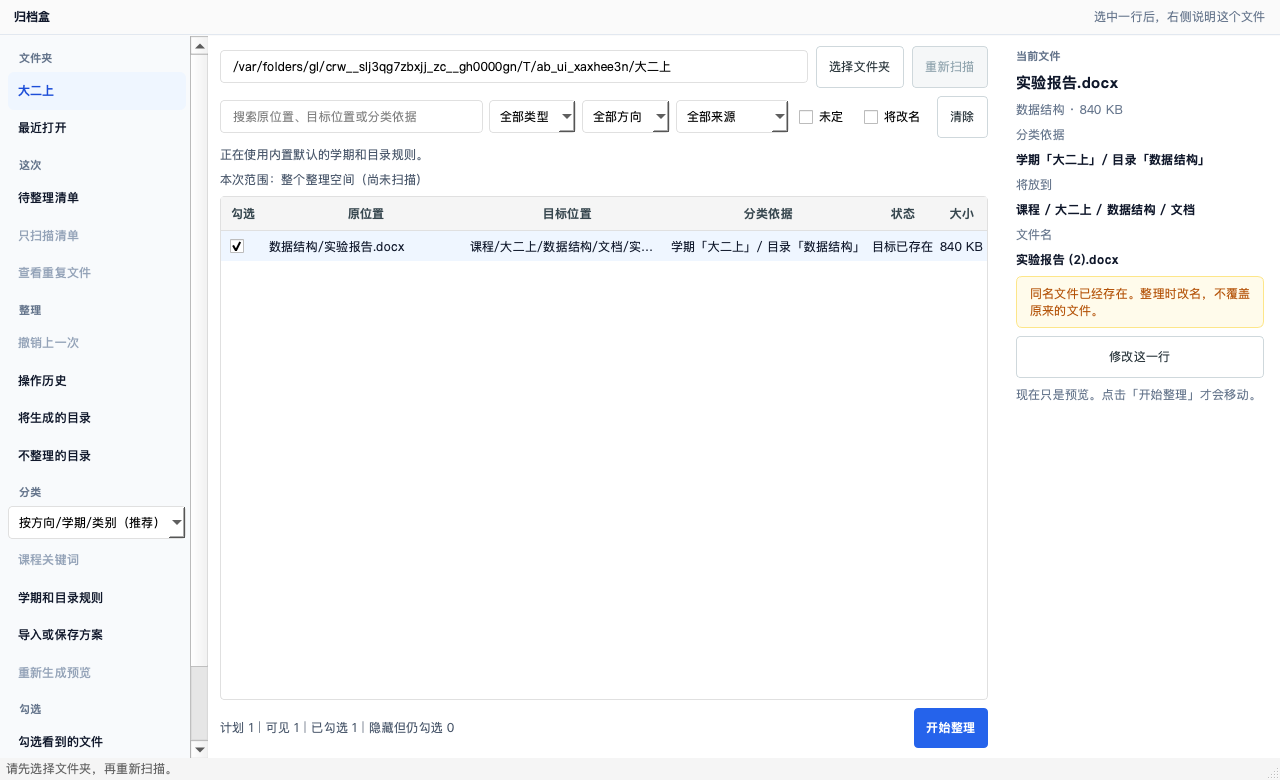 归档盒
选中一行后，右侧说明这个文件
文件夹
大二上
最近打开
这次
待整理清单
只扫描清单
查看重复文件
整理
撤销上一次
操作历史
将生成的目录
不整理的目录
分类
按方向/学期/类别（推荐）
课程关键词
学期和目录规则
导入或保存方案
重新生成预览
勾选
勾选看到的文件
/var/folders/gl/crw__slj3qg7zbxjj_zc__gh0000gn/T/ab_ui_xaxhee3n/大二上
选择文件夹
重新扫描
搜索原位置、目标位置或分类依据
全部类型
全部方向
全部来源
未定
将改名
清除
正在使用内置默认的学期和目录规则。
本次范围：整个整理空间（尚未扫描）
勾选 原位置 目标位置 分类依据 状态 大小
数据结构/实验报告.docx 课程/大二上/数据结构/文档/实... 学期「大二上」/ 目录「数据结构」 目标已存在 840 KB
计划 1 | 可见 1 | 已勾选 1 | 隐藏但仍勾选 0
开始整理
当前文件
实验报告.docx
数据结构 · 840 KB
分类依据
学期「大二上」/ 目录「数据结构」
将放到
课程 / 大二上 / 数据结构 / 文档
文件名
实验报告 (2).docx
同名文件已经存在。整理时改名，不覆盖
原来的文件。
修改这一行
现在只是预览。点击「开始整理」才会移动。
请先选择文件夹，再重新扫描。